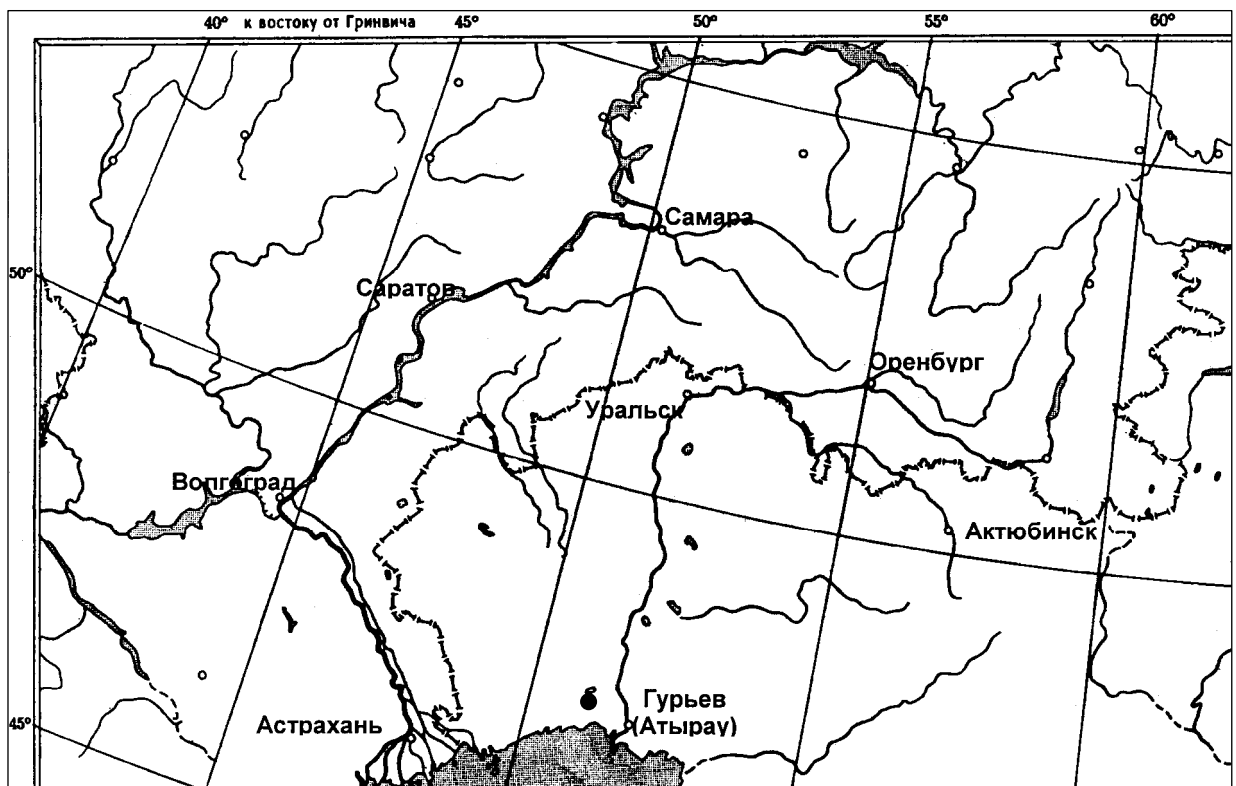 40° к востоку от Гринвича 45° 50° 55° 60°
Самара
50°
Саратов
Оренбург
Уральск
Волгоград
Актюбинск
Гурьев
(Атырау)
Астрахань
45°